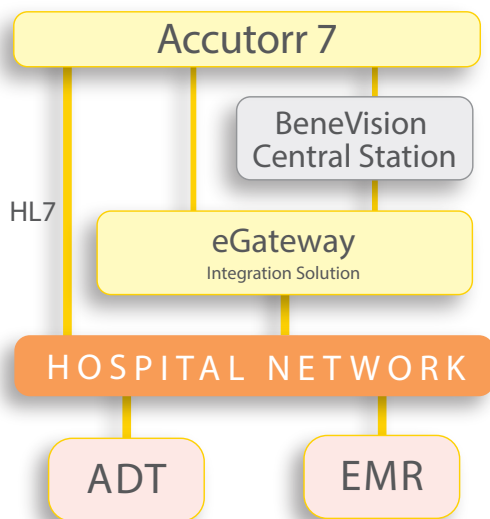 Accutorr 7
BeneVision
Central Station
HL7
eGateway
Integration Solution
HOSPITAL NETWORK
ADT
EMR